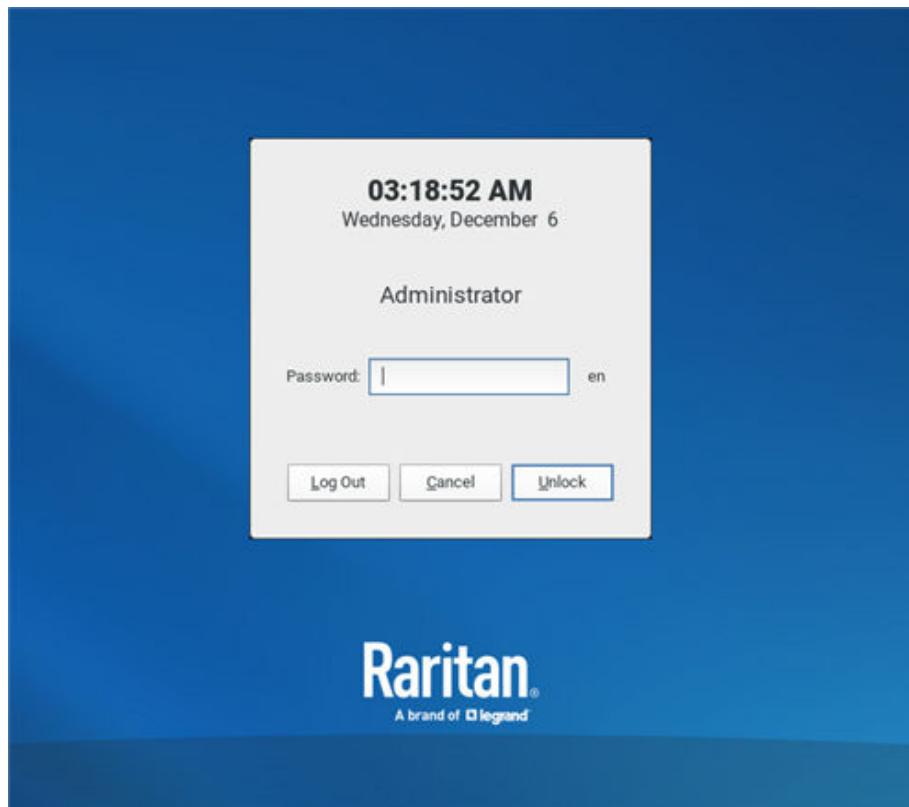 03:18:52 AM
Wednesday, December 6
Administrator
Password: en
Log Out Cancel Unlock
Raritan®
A brand of legrand®